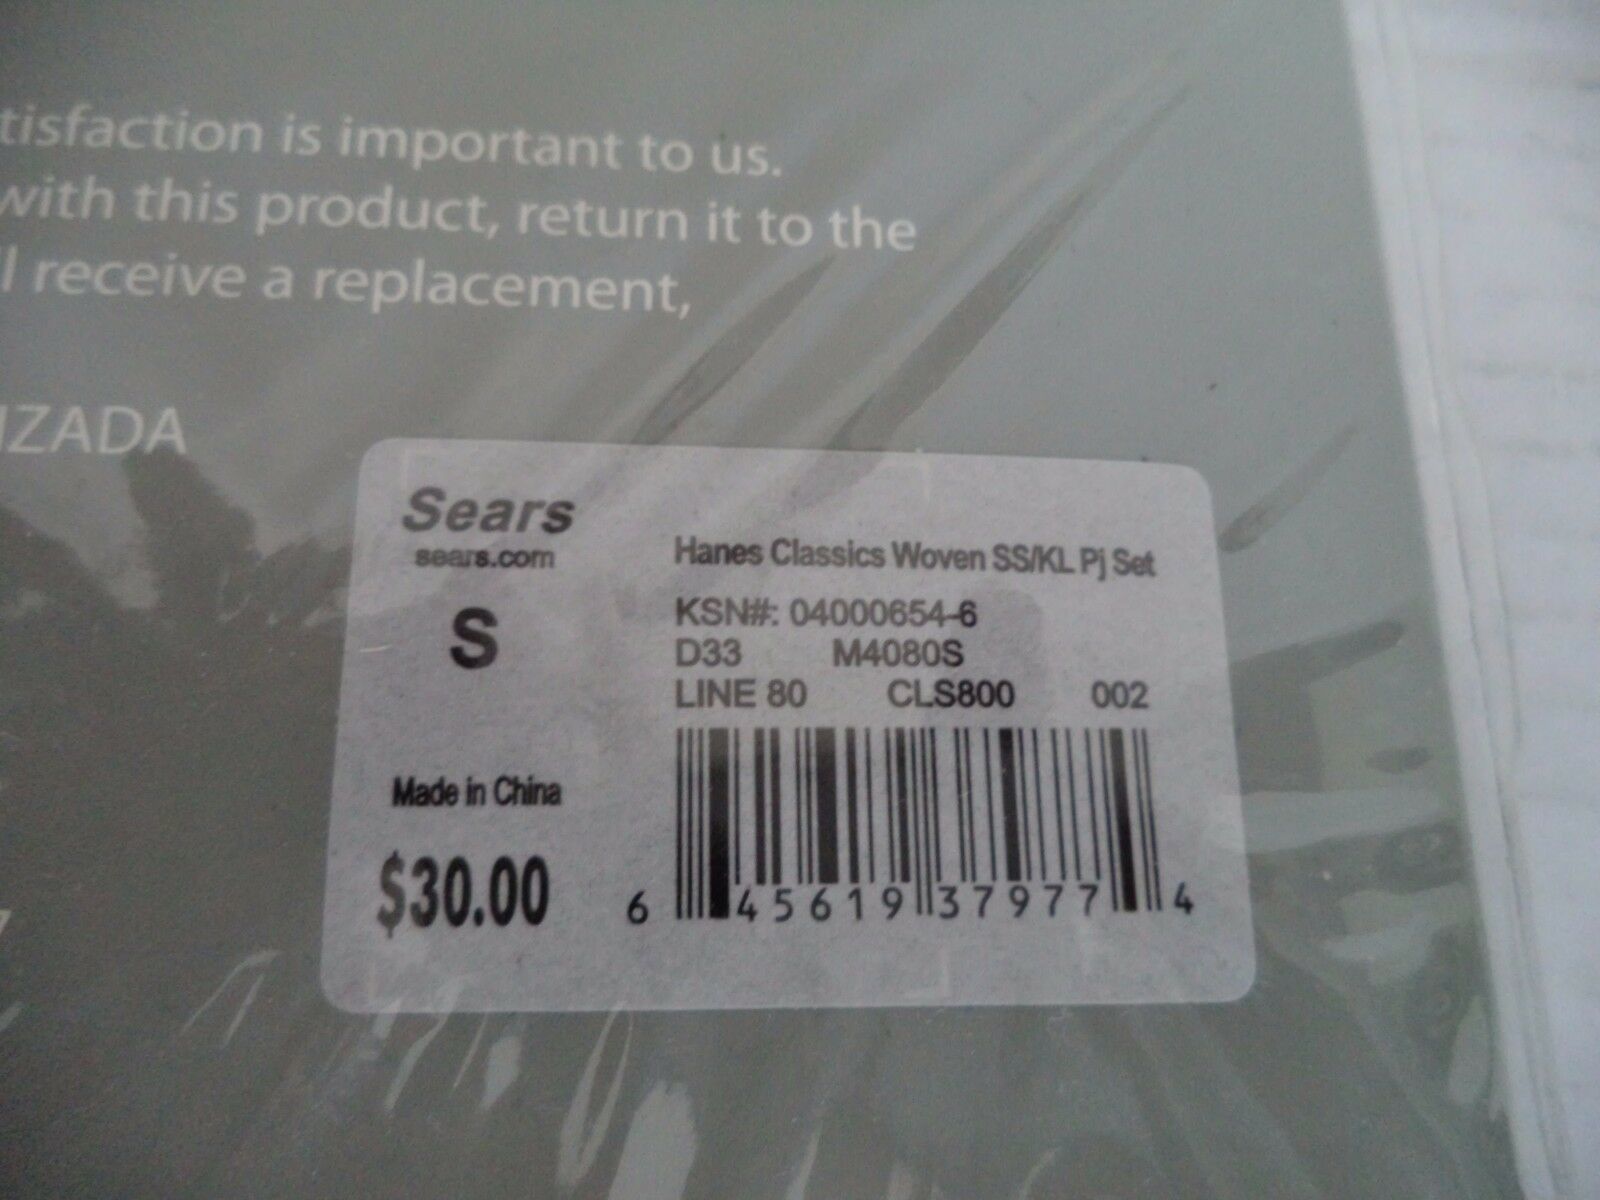 tisfaction is important to us.
with this product, return it to the
l receive a replacement,
IZADA
Sears
sears.com
S
Hanes Classics Woven SS/KL Pj Set
KSN#: 04000654-6
D33 M4080S
LINE 80 CLS800 002
Made in China
$30.00
6 45619 37977 4